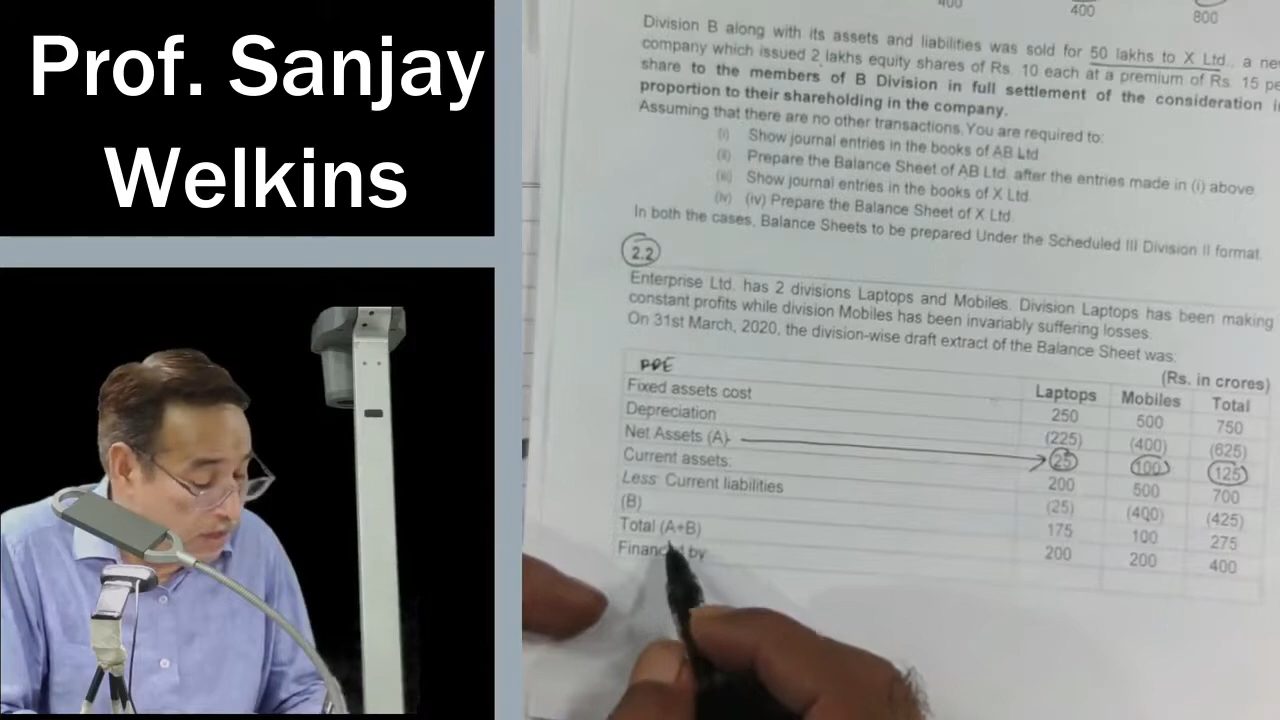 Prof. Sanjay
Welkins
400 400 800
Division B along with its assets and liabilities was sold for 50 lakhs to X Ltd., a
company which issued 2 lakhs equity shares of Rs. 10 each at a premium of Rs. 15
share to the members of B Division in full settlement of the consideration
proportion to their shareholding in the company.
Assuming that there are no other transactions. You are required to:
(i) Show journal entries in the books of AB Ltd
(ii) Prepare the Balance Sheet of AB Ltd. after the entries made in (i) above.
(iii) Show journal entries in the books of X Ltd.
(iv) (iv) Prepare the Balance Sheet of X Ltd.
In both the cases, Balance Sheets to be prepared Under the Scheduled III Division II format.
2.2
Enterprise Ltd. has 2 divisions Laptops and Mobiles. Division Laptops has been making
constant profits while division Mobiles has been invariably suffering losses.
On 31st March, 2020, the division-wise draft extract of the Balance Sheet was:
(Rs. in crores)
PPE Laptops Mobiles Total
Fixed assets cost 250 500 750
Depreciation (225) (400) (625)
Net Assets (A) 25 100 125
Current assets: 200 500 700
Less: Current liabilities (25) (400) (425)
(B) 175 100 275
Total (A+B) 200 200 400
Financed by